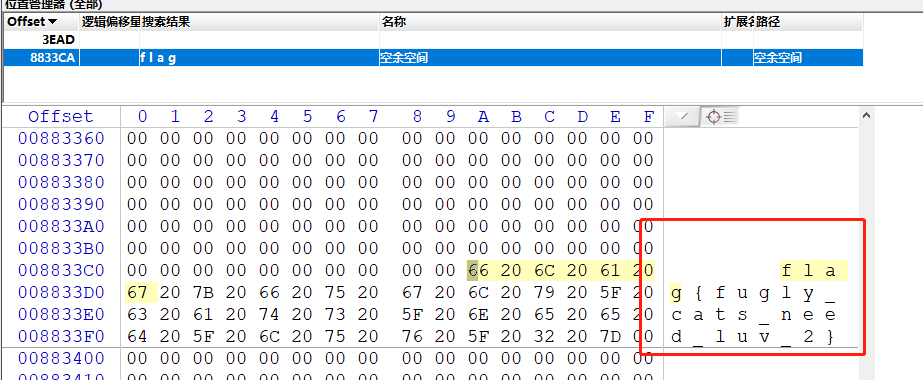 位置管理器 (全部)
Offset 逻辑偏移量 搜索结果 名称 扩展名 路径
3EAD
8833CA f l a g 空余空间 空余空间
Offset 0 1 2 3 4 5 6 7 8 9 A B C D E F
00883360 00 00 00 00 00 00 00 00 00 00 00 00 00 00 00 00
00883370 00 00 00 00 00 00 00 00 00 00 00 00 00 00 00 00
00883380 00 00 00 00 00 00 00 00 00 00 00 00 00 00 00 00
00883390 00 00 00 00 00 00 00 00 00 00 00 00 00 00 00 00
008833A0 00 00 00 00 00 00 00 00 00 00 00 00 00 00 00 00
008833B0 00 00 00 00 00 00 00 00 00 00 00 00 00 00 00 00
008833C0 00 00 00 00 00 00 00 00 00 00 66 20 6C 20 61 20 f l a
008833D0 67 20 7B 20 66 20 75 20 67 20 6C 20 79 20 5F 20 g { f u g l y _
008833E0 63 20 61 20 74 20 73 20 5F 20 6E 20 65 20 65 20 c a t s _ n e e
008833F0 64 20 5F 20 6C 20 75 20 76 20 5F 20 32 20 7D 00 d _ l u v _ 2 }
00883400 00 00 00 00 00 00 00 00 00 00 00 00 00 00 00 00
00883410 00 00 00 00 00 00 00 00 00 00 00 00 00 00 00 00